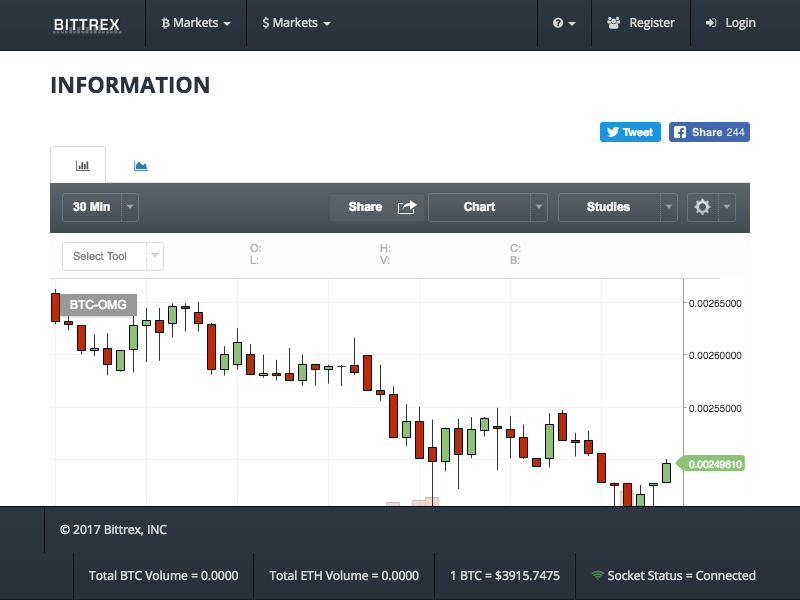 BITTREX
₿ Markets
$ Markets
Register
Login
INFORMATION
Tweet
Share 244
30 Min
Share
Chart
Studies
Select Tool
O:
H:
C:
L:
V:
B:
BTC-OMG
0.00265000
0.00260000
0.00255000
0.00249610
© 2017 Bittrex, INC
Total BTC Volume = 0.0000
Total ETH Volume = 0.0000
1 BTC = $3915.7475
Socket Status = Connected